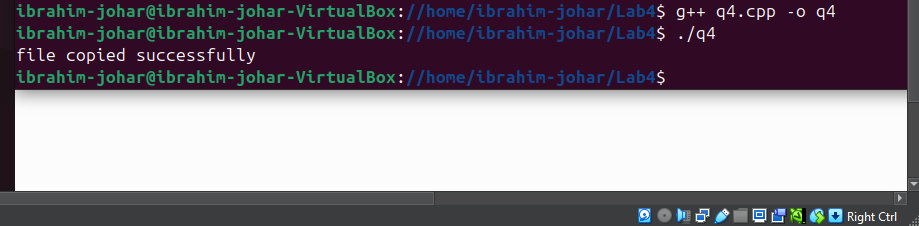 ibrahim-johar@ibrahim-johar-VirtualBox://home/ibrahim-johar/Lab4$ g++ q4.cpp -o q4
ibrahim-johar@ibrahim-johar-VirtualBox://home/ibrahim-johar/Lab4$ ./q4
file copied successfully
ibrahim-johar@ibrahim-johar-VirtualBox://home/ibrahim-johar/Lab4$
Right Ctrl